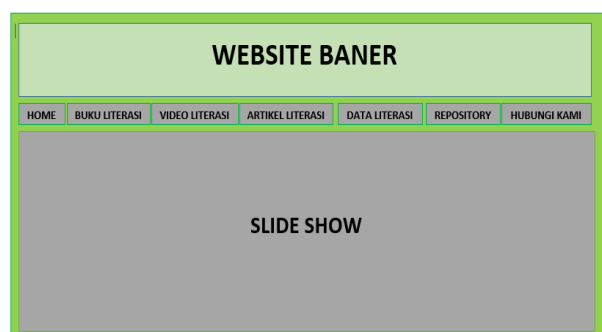 WEBSITE BANER
HOME BUKU LITERASI VIDEO LITERASI ARTIKEL LITERASI DATA LITERASI REPOSITORY HUBUNGI KAMI
SLIDE SHOW